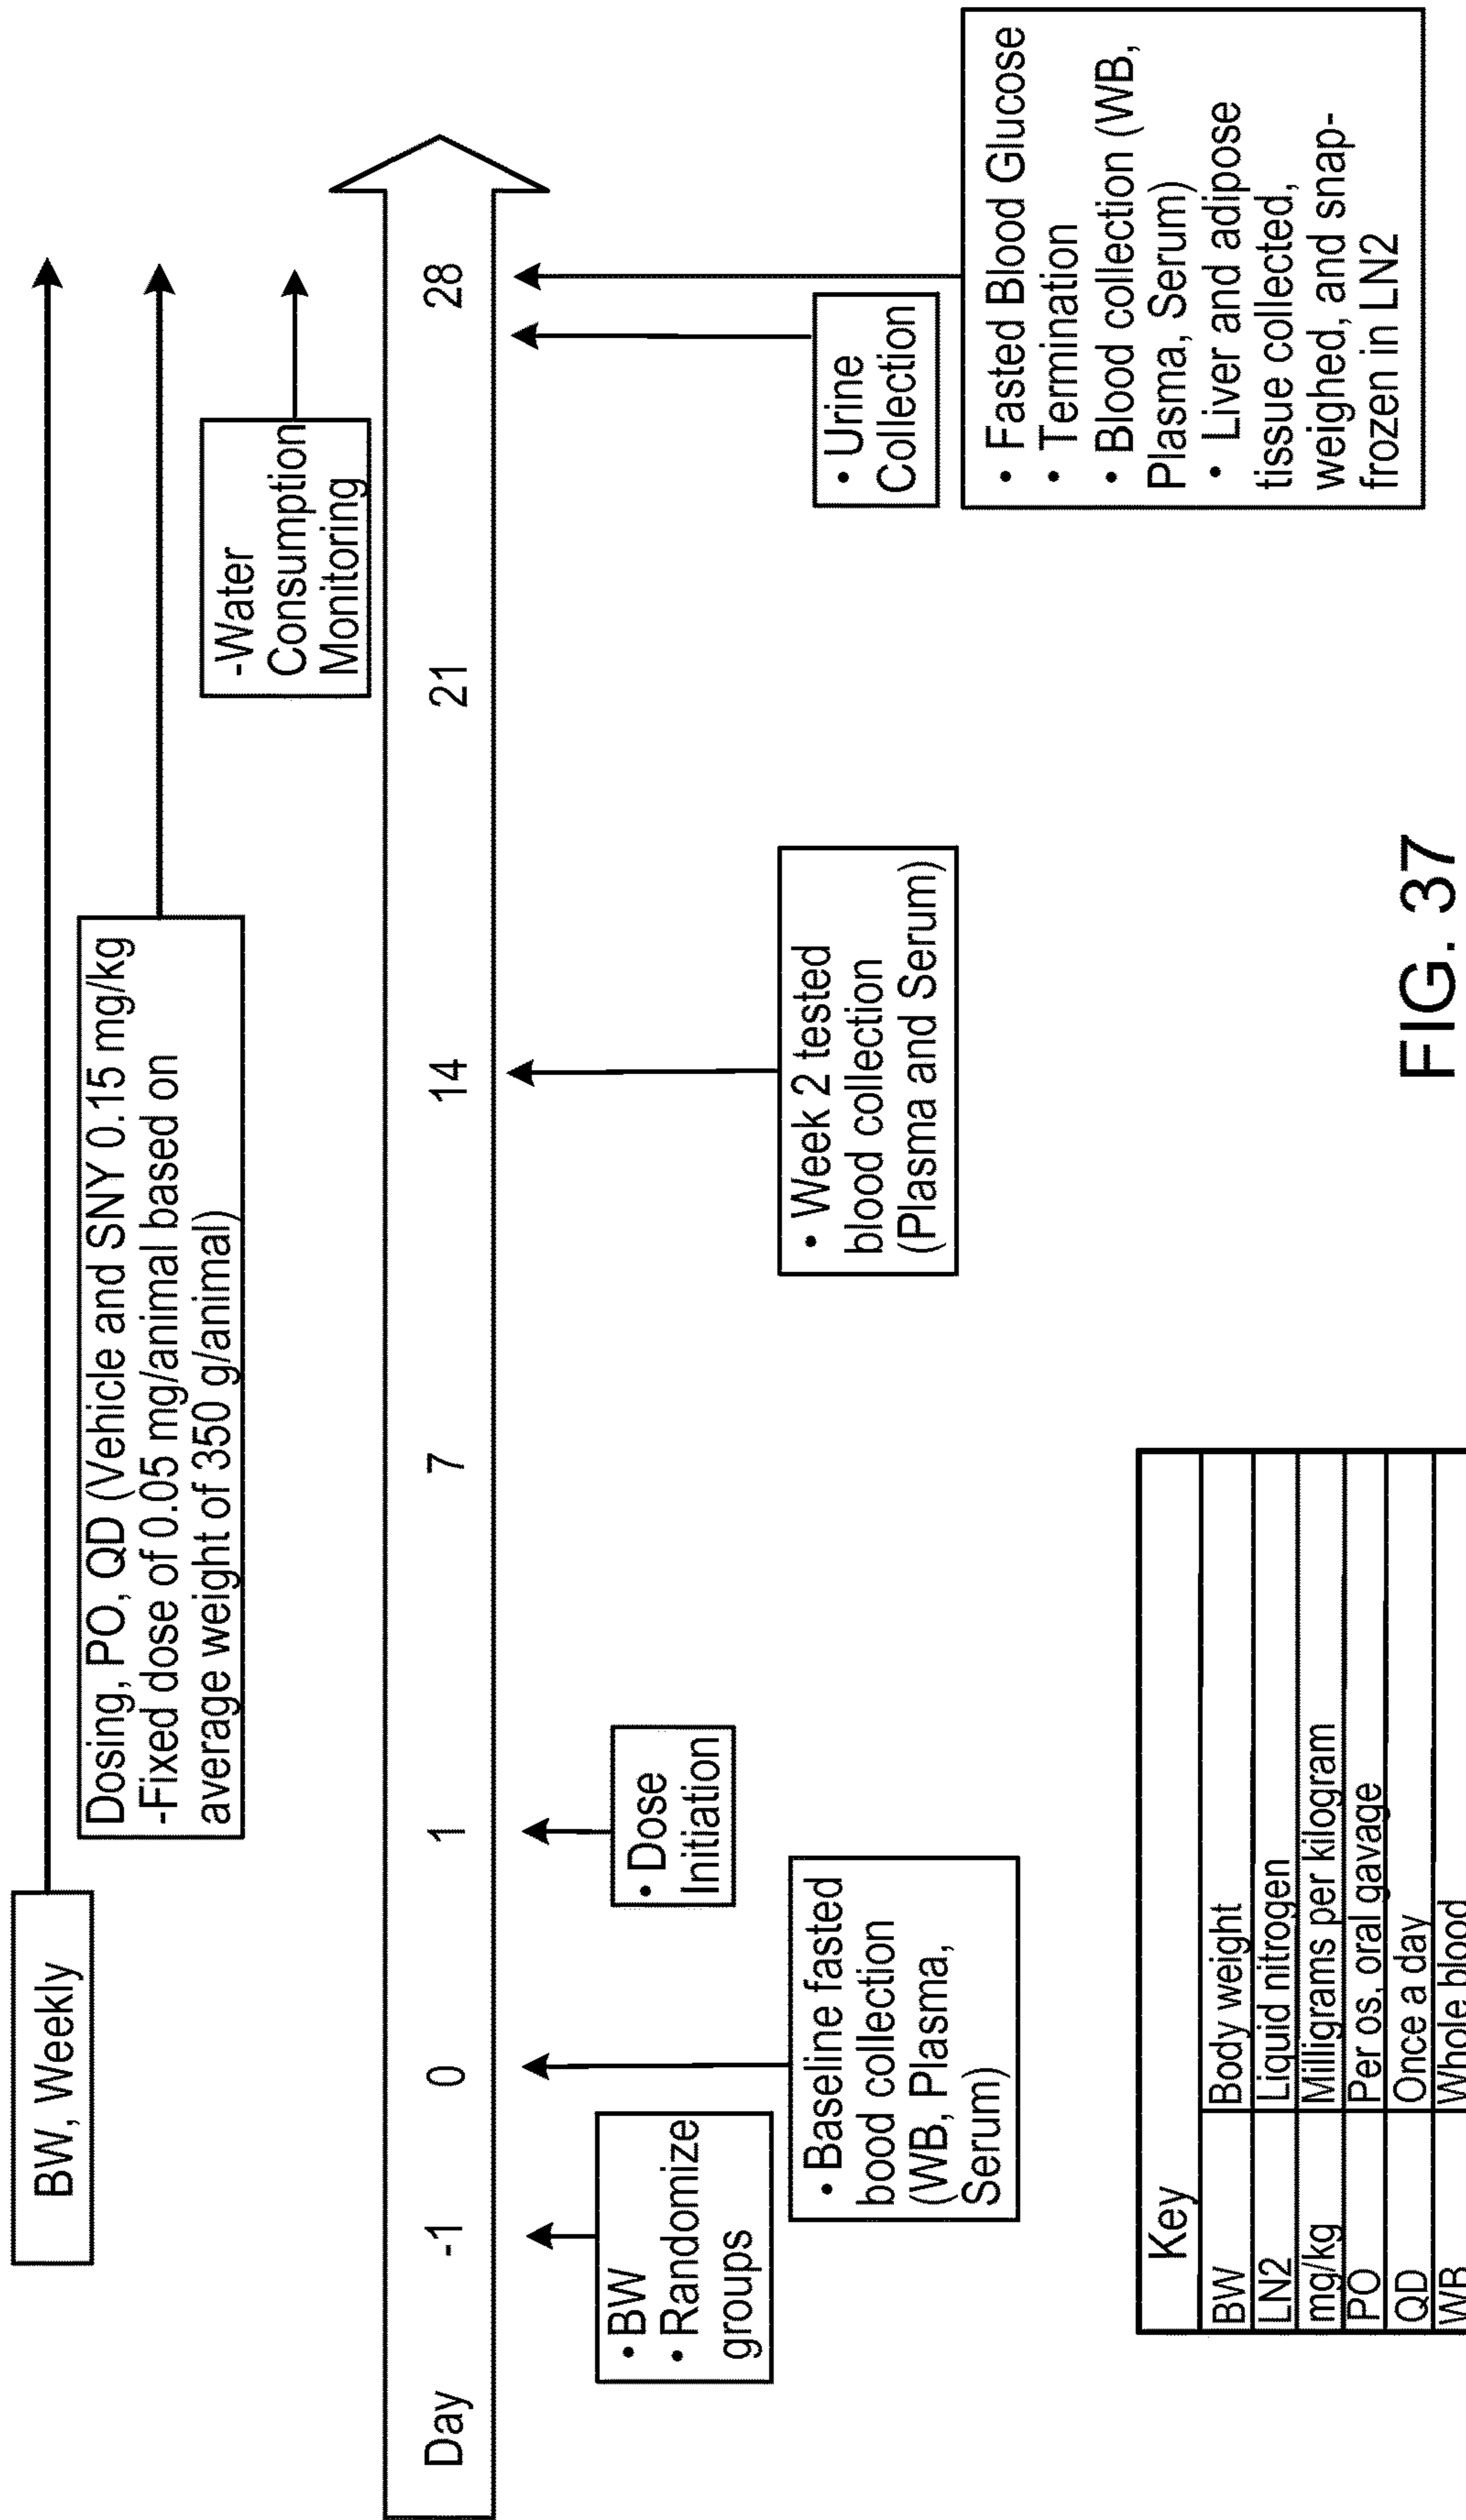 BW, Weekly
Dosing, PO, QD (Vehicle and SNY 0.15 mg/kg
-Fixed dose of 0.05 mg/animal based on
average weight of 350 g/animal)
-Water
Consumption
Monitoring
Day -1 0 1 7 14 21 28
• BW
• Randomize
groups
• Baseline fasted
bood collection
(WB, Plasma,
Serum)
• Dose
Initiation
• Week 2 tested
blood collection
(Plasma and Serum)
• Urine
Collection
• Fasted Blood Glucose
• Termination
• Blood collection (WB,
Plasma, Serum)
• Liver and adipose
tissue collected,
weighed, and snap-
frozen in LN2
Key
BW Body weight
LN2 Liquid nitrogen
mg/kg Milligrams per kilogram
PO Per os, oral gavage
QD Once a day
WB Whole blood
FIG. 37